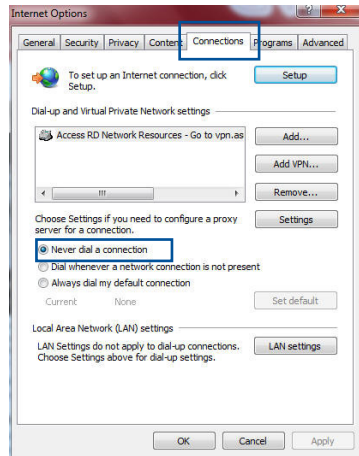 Internet Options
General Security Privacy Content Connections Programs Advanced
To set up an Internet connection, click
Setup.
Setup
Dial-up and Virtual Private Network settings
Access RD Network Resources - Go to vpn.as
Add...
Add VPN...
Remove...
Choose Settings if you need to configure a proxy
server for a connection.
Settings
Never dial a connection
Dial whenever a network connection is not present
Always dial my default connection
Current None
Set default
Local Area Network (LAN) settings
LAN Settings do not apply to dial-up connections.
Choose Settings above for dial-up settings.
LAN settings
OK Cancel Apply